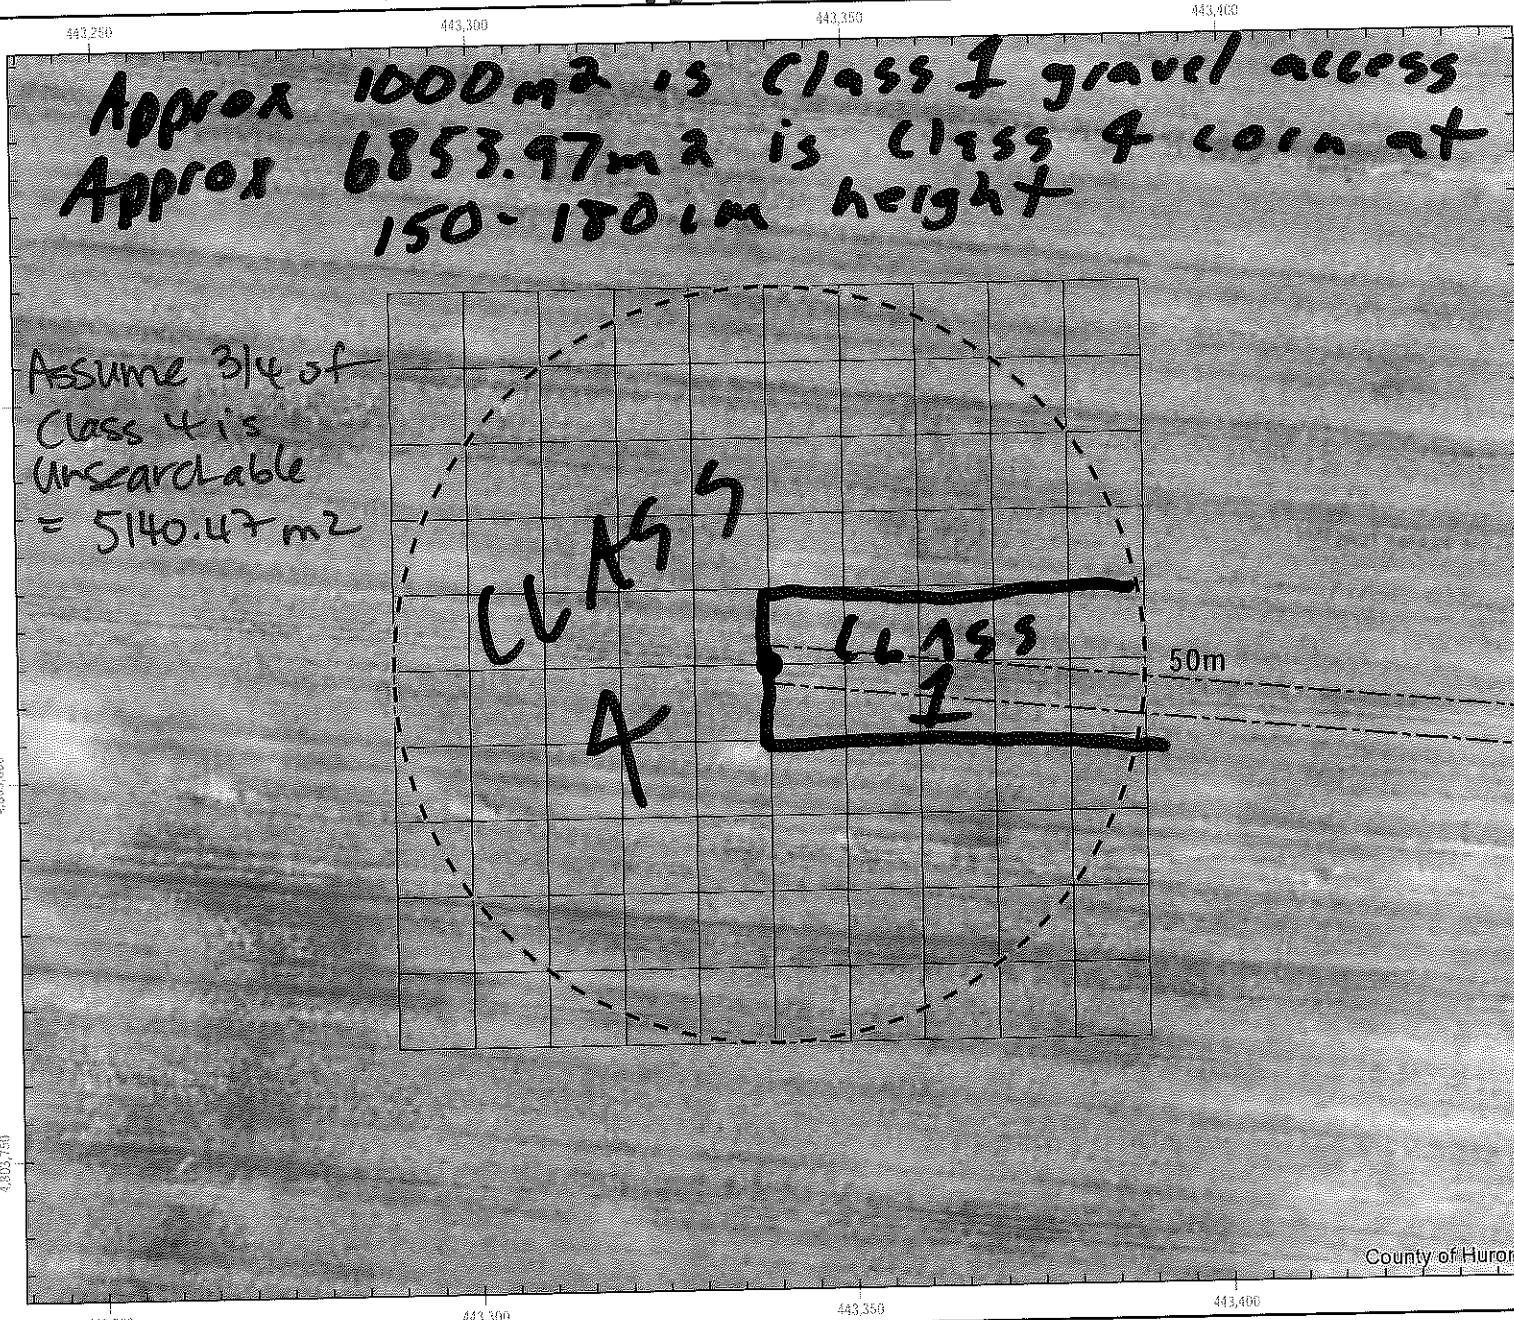 443,250 443,300 443,350 443,400
Approx 1000m2 is Class 1 gravel access
Approx 6853.97m2 is Class 4 corn at
150-180cm height
Assume 3/4 of
Class 4 is
Unsearchable
= 5140.47m2
CLASS
4
CLASS
1
50m
4,803,750
County of Huron
443,300 443,350 443,400